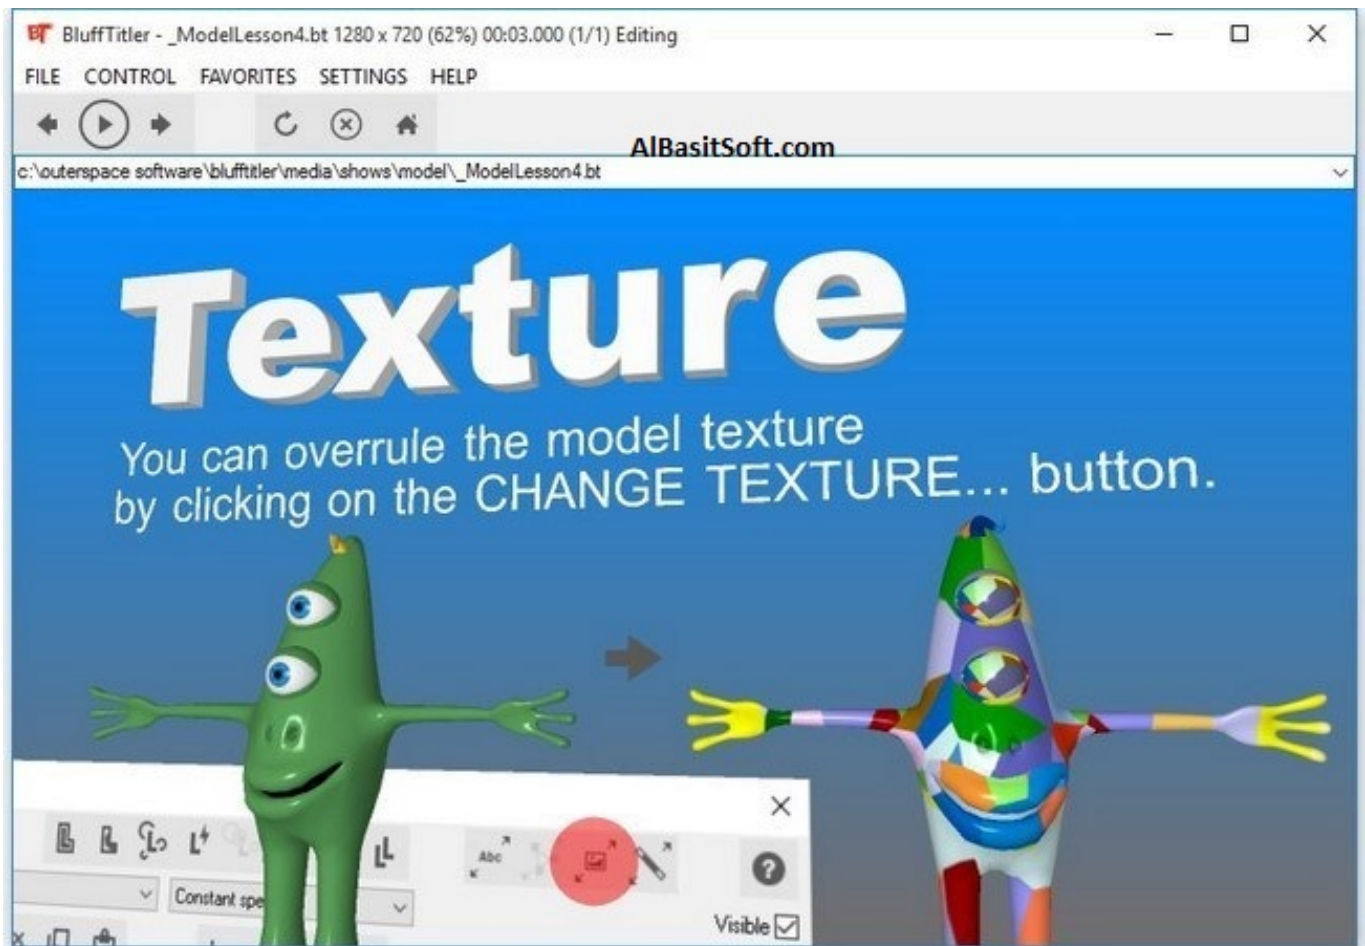 BluffTitler - _ModelLesson4.bt 1280 x 720 (62%) 00:03.000 (1/1) Editing
FILE CONTROL FAVORITES SETTINGS HELP
AlBasitSoft.com
c:\outerspace software\blufftitler\media\shows\model\_ModelLesson4.bt
Texture
You can overrule the model texture
by clicking on the CHANGE TEXTURE... button.
Abc
Constant
Visible